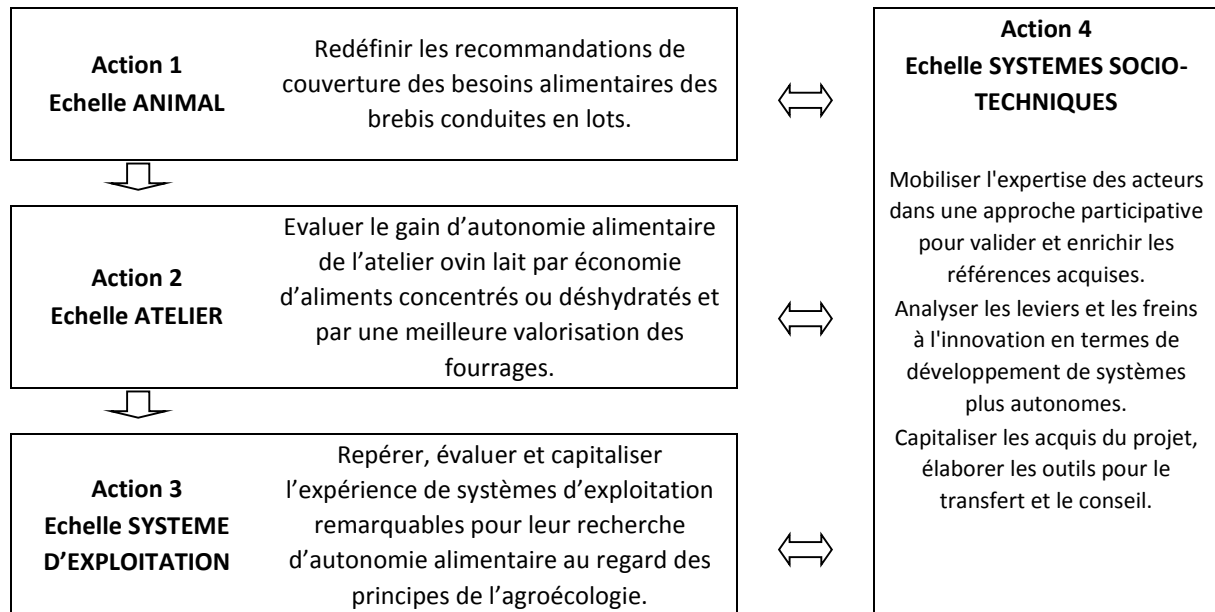 Action 1
Echelle ANIMAL
Redéfinir les recommandations de
couverture des besoins alimentaires des
brebis conduites en lots.
Action 2
Echelle ATELIER
Evaluer le gain d’autonomie alimentaire
de l’atelier ovin lait par économie
d’aliments concentrés ou déshydratés et
par une meilleure valorisation des
fourrages.
Action 3
Echelle SYSTEME
D’EXPLOITATION
Repérer, évaluer et capitaliser
l’expérience de systèmes d’exploitation
remarquables pour leur recherche
d’autonomie alimentaire au regard des
principes de l’agroécologie.
Action 4
Echelle SYSTEMES SOCIO-
TECHNIQUES
Mobiliser l'expertise des acteurs
dans une approche participative
pour valider et enrichir les
références acquises.
Analyser les leviers et les freins
à l'innovation en termes de
développement de systèmes
plus autonomes.
Capitaliser les acquis du projet,
élaborer les outils pour le
transfert et le conseil.